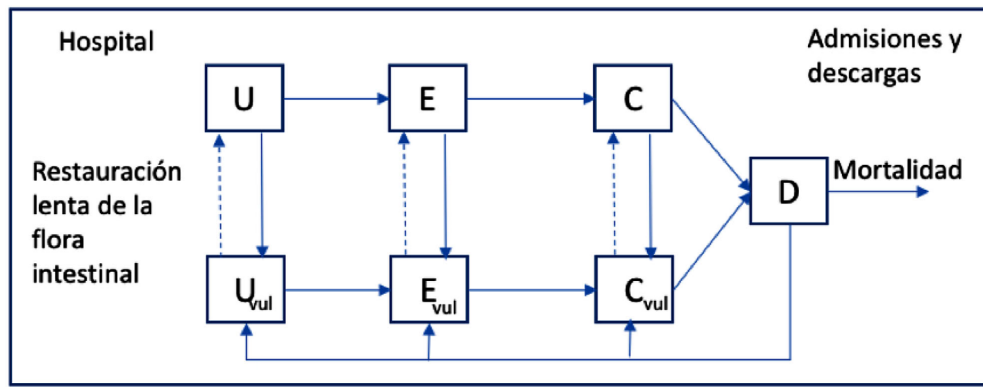 Hospital
Admisiones y
descargas
U
E
C
Restauración
lenta de la
flora
intestinal
D
Mortalidad
Uvul
Evul
Cvul